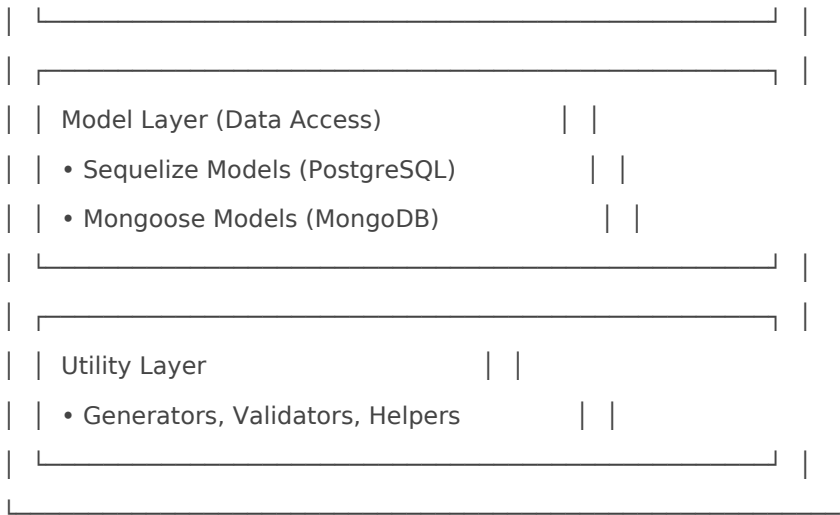 │ └─────────────────────────────────────────────────┘ │
│ ┌─────────────────────────────────────────────────┐ │
│ │ Model Layer (Data Access) │ │
│ │ • Sequelize Models (PostgreSQL) │ │
│ │ • Mongoose Models (MongoDB) │ │
│ └─────────────────────────────────────────────────┘ │
│ ┌─────────────────────────────────────────────────┐ │
│ │ Utility Layer │ │
│ │ • Generators, Validators, Helpers │ │
│ └─────────────────────────────────────────────────┘ │
└───────────────────────────────────────────────────────